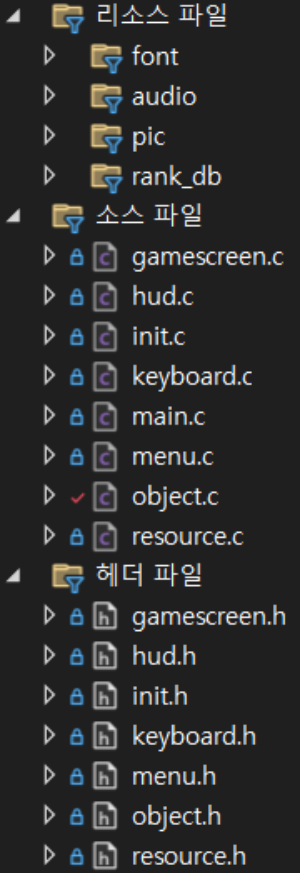 리소스 파일
font
audio
pic
rank_db
소스 파일
gamescreen.c
hud.c
init.c
keyboard.c
main.c
menu.c
object.c
resource.c
헤더 파일
gamescreen.h
hud.h
init.h
keyboard.h
menu.h
object.h
resource.h